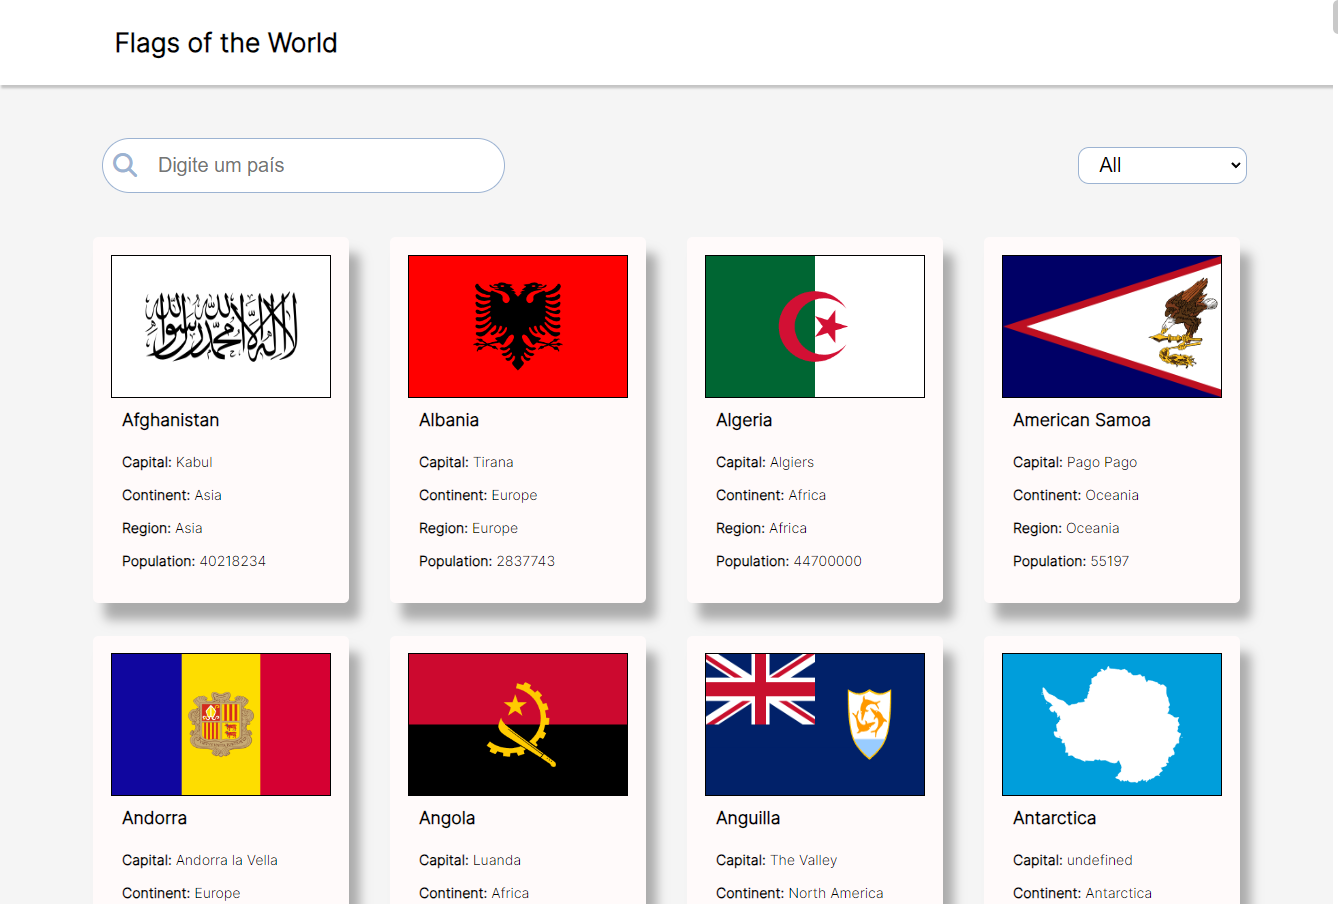 Flags of the World
Digite um país
All
لا إله إلا الله محمد رسول الله
Afghanistan
Capital: Kabul
Continent: Asia
Region: Asia
Population: 40218234
Albania
Capital: Tirana
Continent: Europe
Region: Europe
Population: 2837743
Algeria
Capital: Algiers
Continent: Africa
Region: Africa
Population: 44700000
American Samoa
Capital: Pago Pago
Continent: Oceania
Region: Oceania
Population: 55197
Andorra
Capital: Andorra la Vella
Continent: Europe
Angola
Capital: Luanda
Continent: Africa
Anguilla
Capital: The Valley
Continent: North America
Antarctica
Capital: undefined
Continent: Antarctica